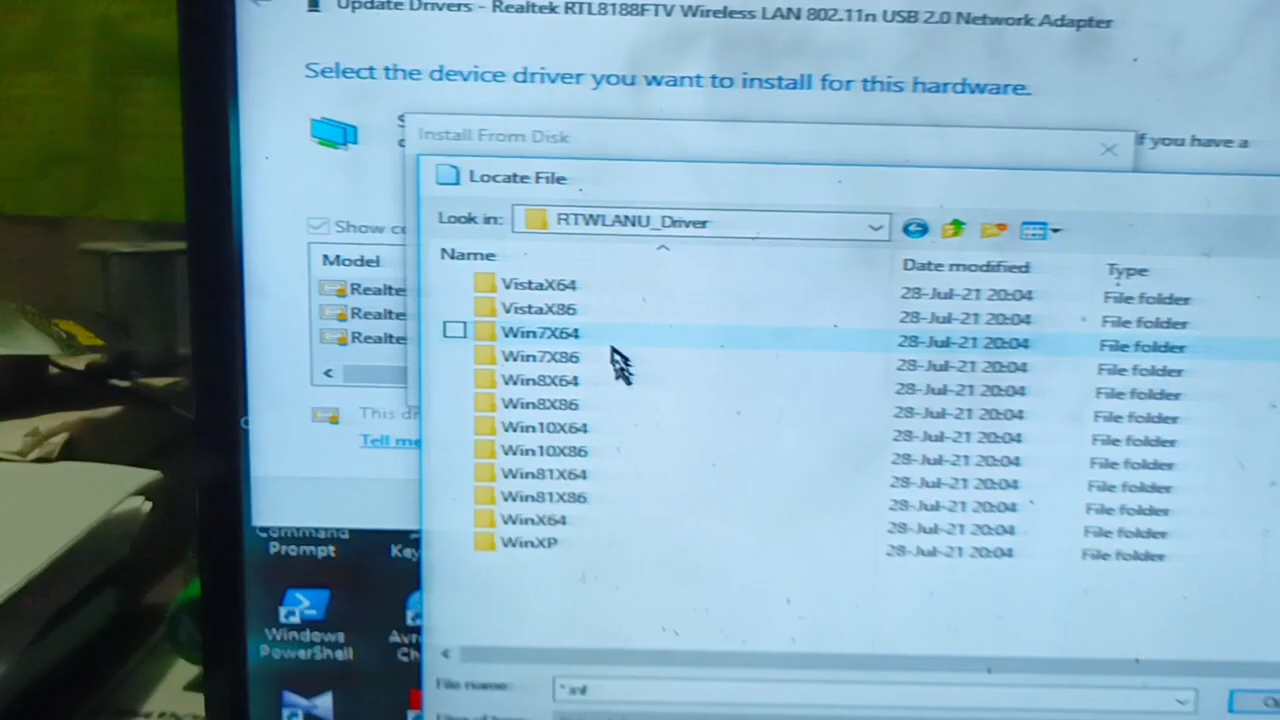 Update Drivers - Realtek RTL8188FTV Wireless LAN 802.11n USB 2.0 Network Adapter
Select the device driver you want to install for this hardware.
Install From Disk
if you have a
Locate File
Look in: RTWLANU_Driver
Show
Model
Realte
Realte
Realte
Name Date modified Type
VistaX64 28-Jul-21 20:04 File folder
VistaX86 28-Jul-21 20:04 File folder
Win7X64 28-Jul-21 20:04 File folder
Win7X86 28-Jul-21 20:04 File folder
Win8X64 28-Jul-21 20:04 File folder
Win8X86 28-Jul-21 20:04 File folder
Win10X64 28-Jul-21 20:04 File folder
Win10X86 28-Jul-21 20:04 File folder
Win81X64 28-Jul-21 20:04 File folder
Win81X86 28-Jul-21 20:04 File folder
WinX64 28-Jul-21 20:04 File folder
WinXP 28-Jul-21 20:04 File folder
This dr
Tell me
File name: *.inf
Command
Prompt
Key
Windows
PowerShell